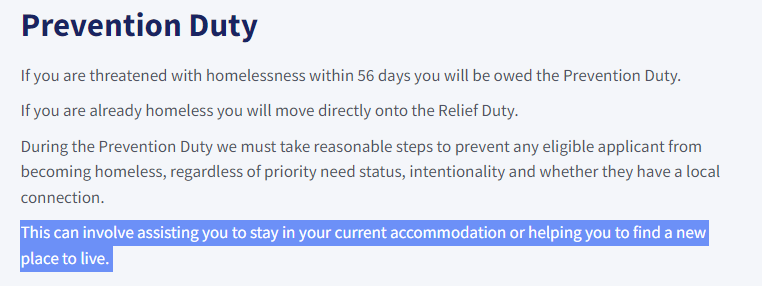 Prevention Duty
If you are threatened with homelessness within 56 days you will be owed the Prevention Duty.
If you are already homeless you will move directly onto the Relief Duty.
During the Prevention Duty we must take reasonable steps to prevent any eligible applicant from
becoming homeless, regardless of priority need status, intentionality and whether they have a local
connection.
This can involve assisting you to stay in your current accommodation or helping you to find a new
place to live.